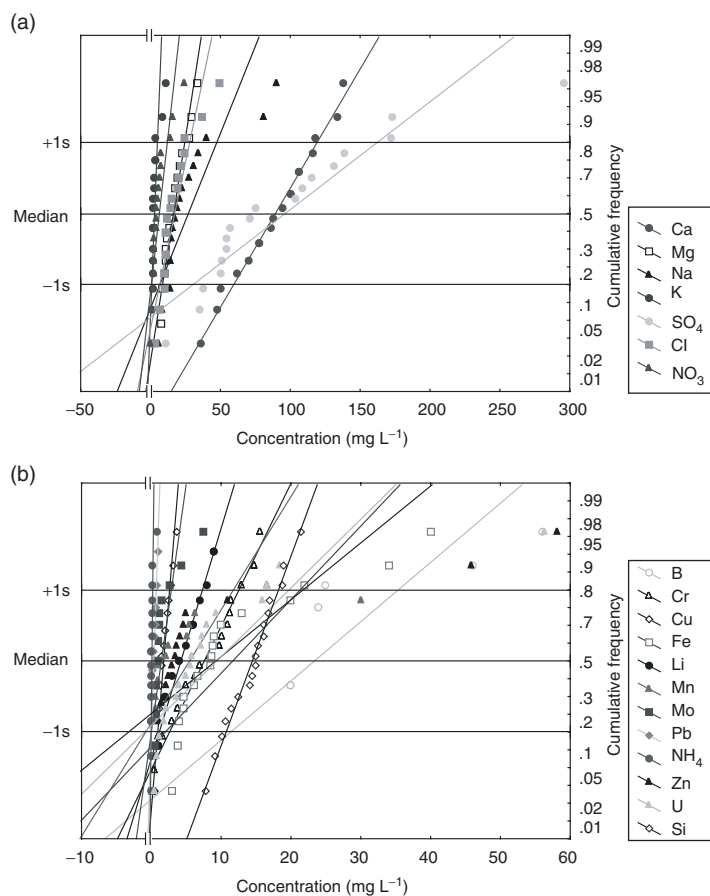 (a)
+1s
Median
−1s
.99
.98
.95
.9
.8
.7
.5
.3
.2
.1
.05
.02
.01
Cumulative frequency
−50
0
50
100
150
200
250
300
Concentration (mg L⁻¹)
Ca
Mg
Na
K
SO₄
Cl
NO₃
(b)
+1s
Median
−1s
.99
.98
.95
.9
.8
.7
.5
.3
.2
.1
.05
.02
.01
Cumulative frequency
−10
0
10
20
30
40
50
60
Concentration (mg L⁻¹)
B
Cr
Cu
Fe
Li
Mn
Mo
Pb
NH₄
Zn
U
Si